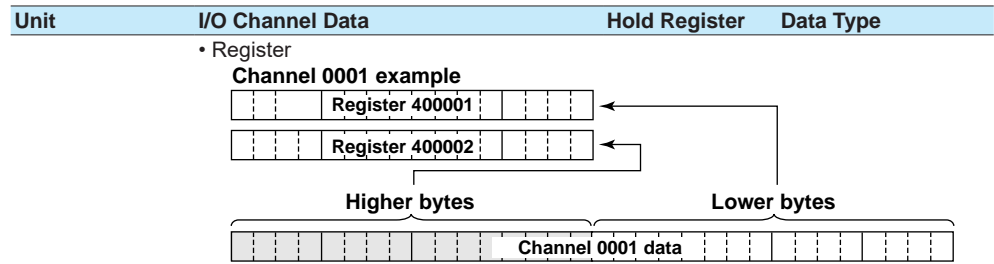 Unit I/O Channel Data Hold Register Data Type
• Register
Channel 0001 example
Register 400001
Register 400002
Higher bytes Lower bytes
Channel 0001 data